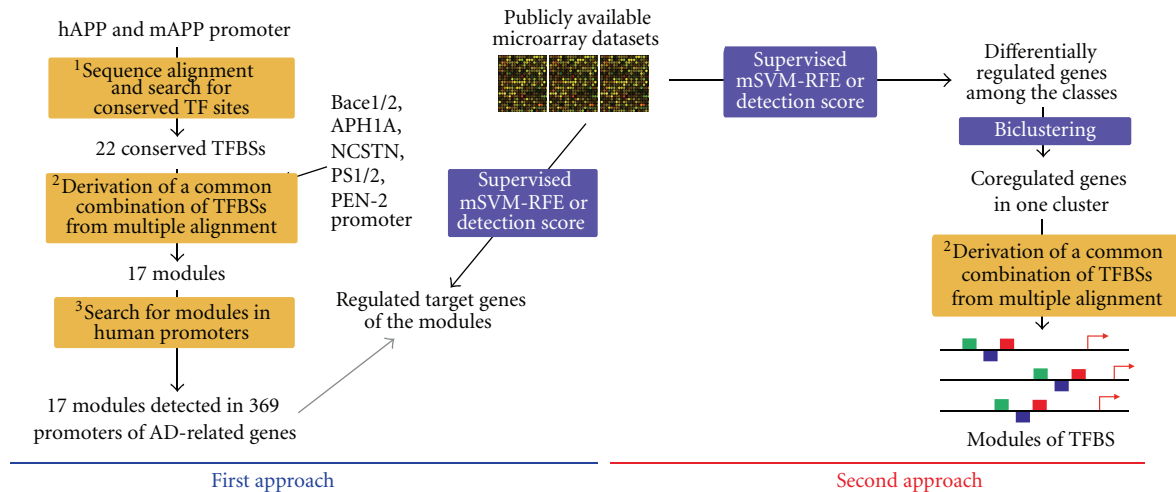 hAPP and mAPP promoter
1Sequence alignment
and search for
conserved TF sites
22 conserved TFBSs
2Derivation of a common
combination of TFBSs
from multiple alignment
17 modules
3Search for modules in
human promoters
17 modules detected in 369
promoters of AD-related genes
Bace1/2,
APH1A,
NCSTN,
PS1/2,
PEN-2
promoter
Publicly available
microarray datasets
Supervised
mSVM-RFE or
detection score
Regulated target genes
of the modules
Supervised
mSVM-RFE or
detection score
Differentially
regulated genes
among the classes
Biclustering
Coregulated genes
in one cluster
2Derivation of a common
combination of TFBSs
from multiple alignment
Modules of TFBS
First approach
Second approach